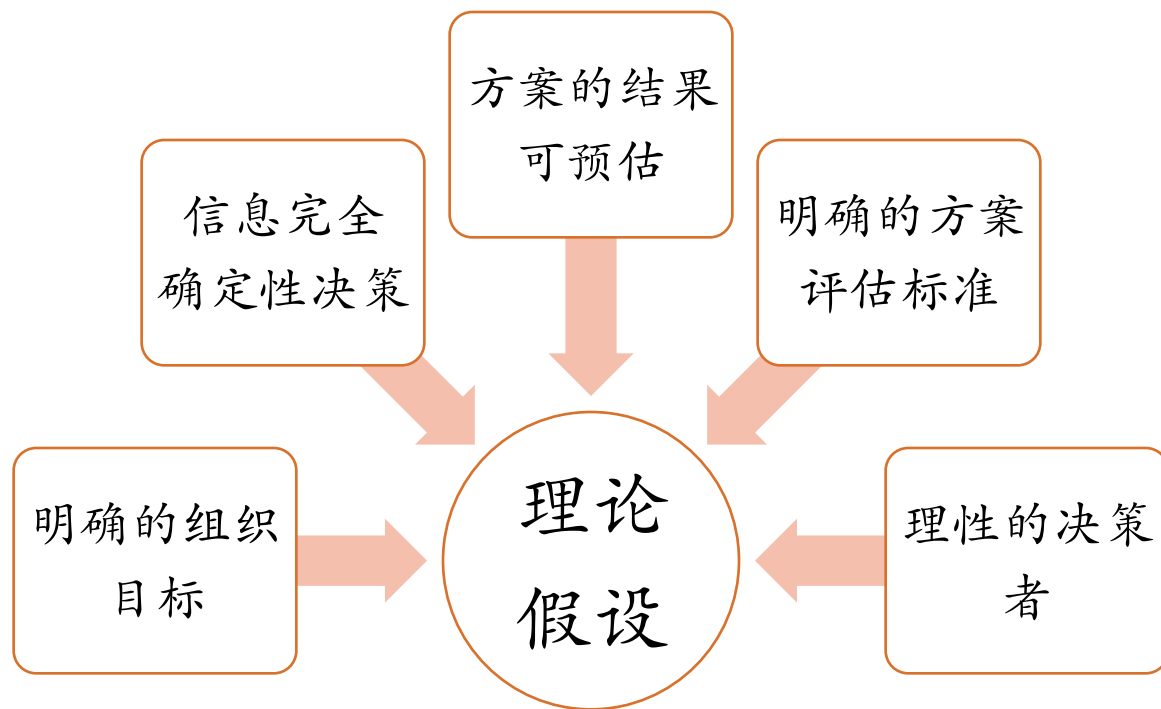 方案的结果
可预估
信息完全
确定性决策
明确的方案
评估标准
明确的组织
目标
理论
假设
理性的决策
者